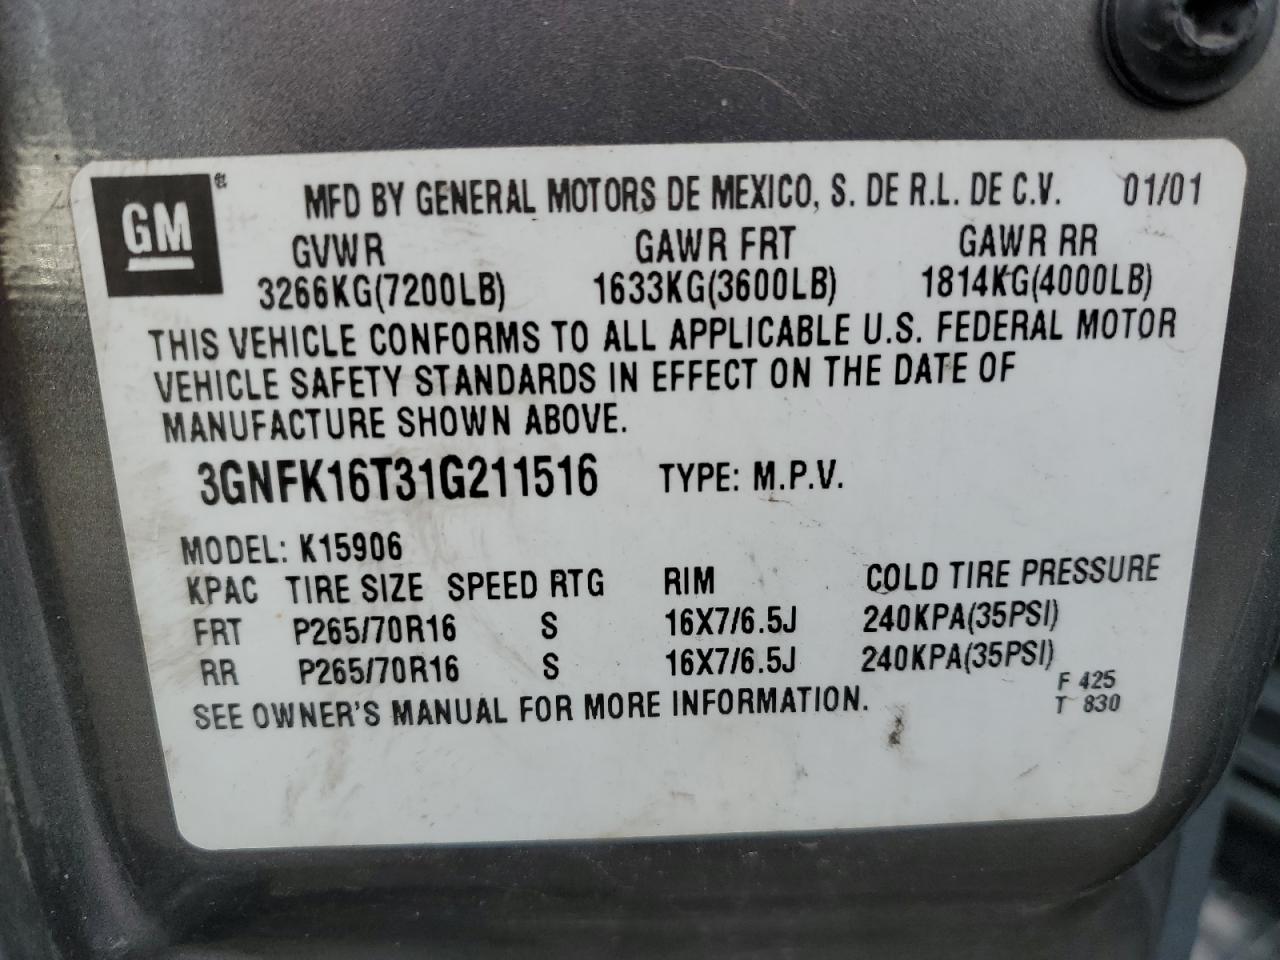 GM
MFD BY GENERAL MOTORS DE MEXICO, S. DE R.L. DE C.V. 01/01
GVWR GAWR FRT GAWR RR
3266KG(7200LB) 1633KG(3600LB) 1814KG(4000LB)
THIS VEHICLE CONFORMS TO ALL APPLICABLE U.S. FEDERAL MOTOR
VEHICLE SAFETY STANDARDS IN EFFECT ON THE DATE OF
MANUFACTURE SHOWN ABOVE.
3GNFK16T31G211516 TYPE: M.P.V.
MODEL: K15906
KPAC TIRE SIZE SPEED RTG RIM COLD TIRE PRESSURE
FRT P265/70R16 S 16X7/6.5J 240KPA(35PSI)
RR P265/70R16 S 16X7/6.5J 240KPA(35PSI)
SEE OWNER'S MANUAL FOR MORE INFORMATION.
F 425
T 830